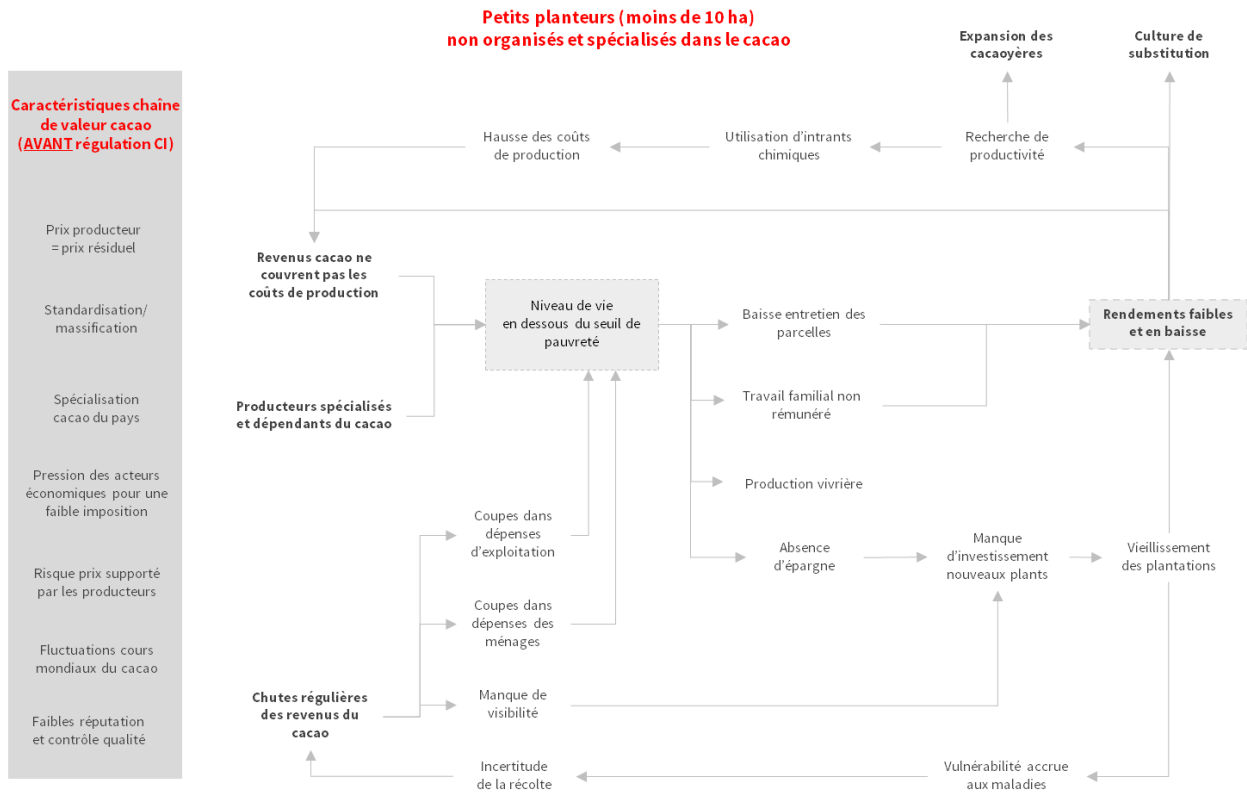 Petits planteurs (moins de 10 ha)
non organisés et spécialisés dans le cacao
Caractéristiques chaîne
de valeur cacao
(AVANT régulation CI)
Prix producteur
= prix résiduel
Standardisation/
massification
Spécialisation
cacao du pays
Pression des acteurs
économiques pour une
faible imposition
Risque prix supporté
par les producteurs
Fluctuations cours
mondiaux du cacao
Faibles réputation
et contrôle qualité
Expansion des
cacaoyères
Culture de
substitution
Hausse des coûts
de production
Utilisation d’intrants
chimiques
Recherche de
productivité
Revenus cacao ne
couvrent pas les
coûts de production
Niveau de vie
en dessous du seuil de
pauvreté
Baisse entretien des
parcelles
Rendements faibles
et en baisse
Producteurs spécialisés
et dépendants du cacao
Travail familial non
rémunéré
Production vivrière
Coupes dans
dépenses
d’exploitation
Absence
d’épargne
Manque
d’investissement
nouveaux plants
Vieillissement
des plantations
Coupes dans
dépenses des
ménages
Chutes régulières
des revenus du
cacao
Manque de
visibilité
Incertitude
de la récolte
Vulnérabilité accrue
aux maladies